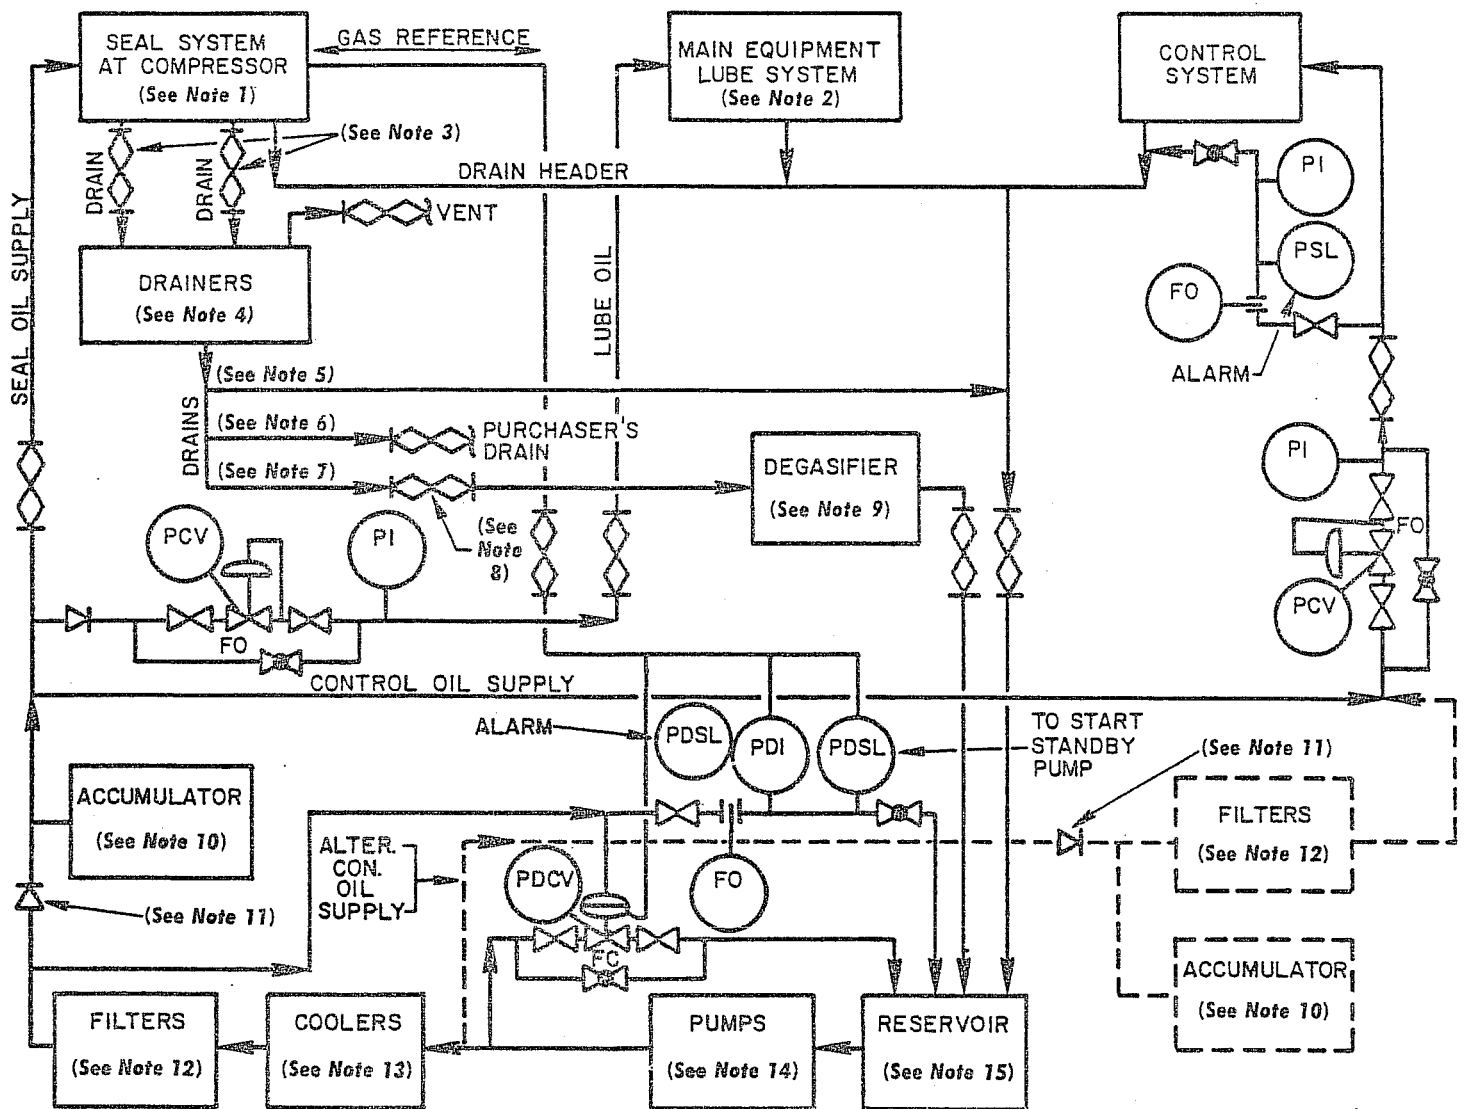 SEAL SYSTEM
AT COMPRESSOR
(See Note 1)
GAS REFERENCE
MAIN EQUIPMENT
LUBE SYSTEM
(See Note 2)
CONTROL
SYSTEM
(See Note 3)
DRAIN
DRAIN
DRAIN HEADER
PI
VENT
SEAL OIL SUPPLY
PSL
DRAINERS
(See Note 4)
LUBE OIL
FO
ALARM
(See Note 5)
DRAINS
(See Note 6)
PURCHASER'S
DRAIN
(See Note 7)
DEGASIFIER
(See Note 9)
PI
PCV
PI
(See
Note
8)
FO
PCV
FO
CONTROL OIL SUPPLY
ALARM
PDSL
PDI
PDSL
TO START
STANDBY
PUMP
(See Note 11)
ACCUMULATOR
(See Note 10)
FILTERS
(See Note 12)
ALTER.
CON.
OIL
SUPPLY
PDCV
FO
(See Note 11)
FC
ACCUMULATOR
(See Note 10)
FILTERS
(See Note 12)
COOLERS
(See Note 13)
PUMPS
(See Note 14)
RESERVOIR
(See Note 15)